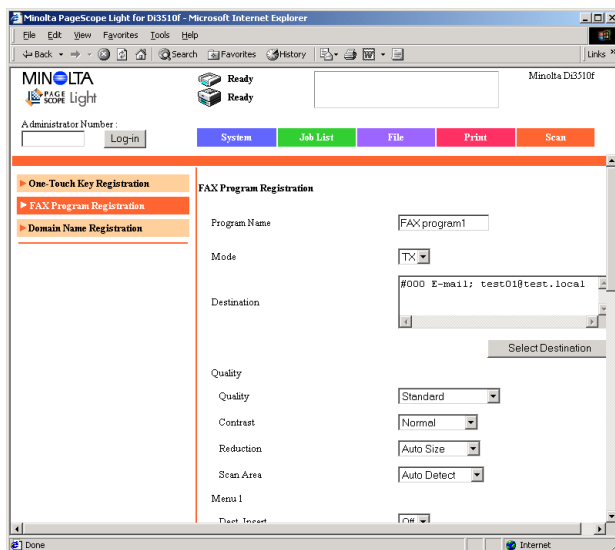 Minolta PageScope Light for Di3510f - Microsoft Internet Explorer
File Edit View Favorites Tools Help
Back Search Favorites History Links »
MINOLTA
PAGE SCOPE Light
Ready
Ready
Minolta Di3510f
Administrator Number :
Log-in
System Job List File Print Scan
One-Touch Key Registration
FAX Program Registration
Domain Name Registration
FAX Program Registration
Program Name FAX program1
Mode TX
Destination #000 E-mail; test01@test.local
Select Destination
Quality
Quality Standard
Contrast Normal
Reduction Auto Size
Scan Area Auto Detect
Menu 1
Dest. Insert Off
Done Internet